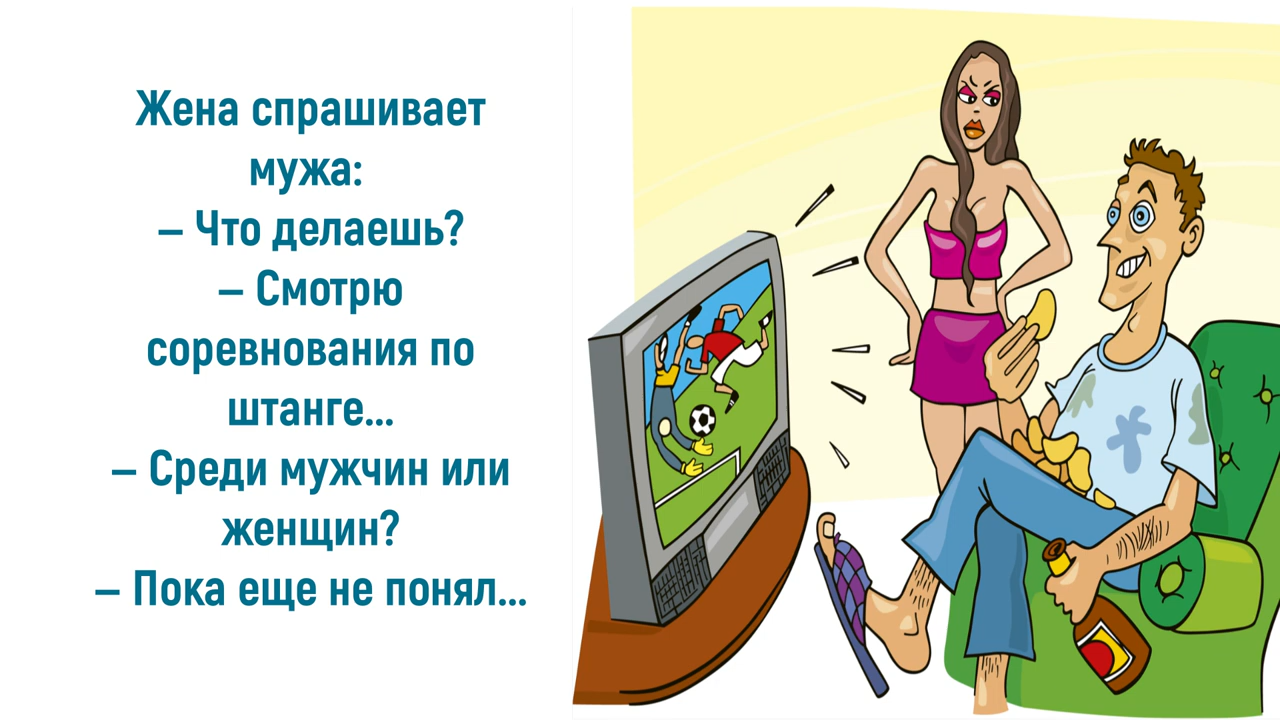 Жена спрашивает
мужа:
– Что делаешь?
– Смотрю
соревнования по
штанге...
– Среди мужчин или
женщин?
– Пока еще не понял...